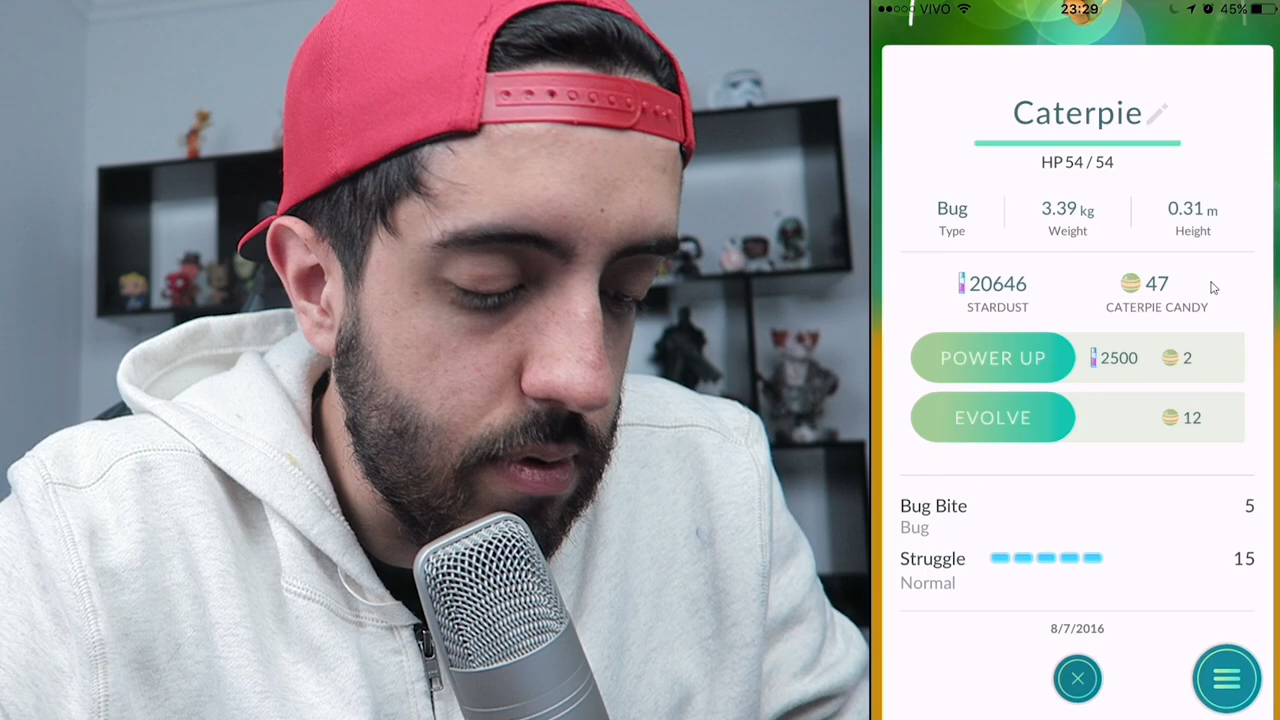 VIVO 23:29 45%
Caterpie
HP 54 / 54
Bug 3.39 kg 0.31 m
Type Weight Height
20646 47
STARDUST CATERPIE CANDY
POWER UP 2500 2
EVOLVE 12
Bug Bite 5
Bug
Struggle 15
Normal
8/7/2016